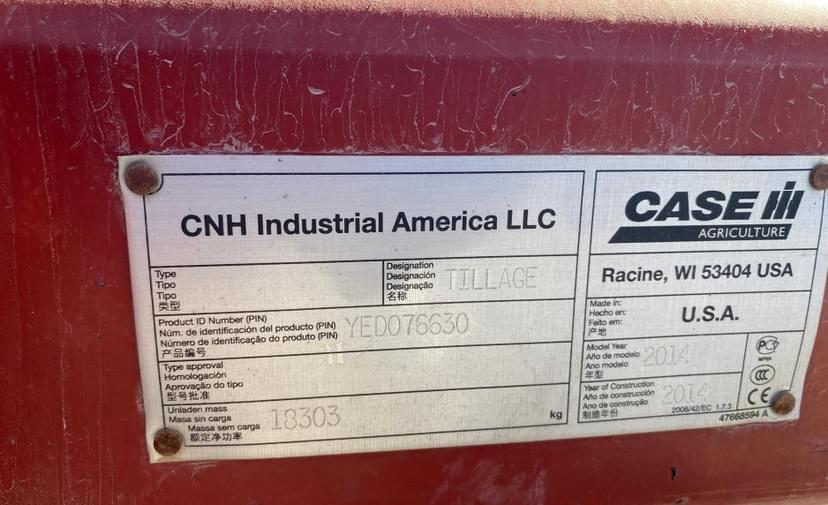 CNH Industrial America LLC
Type
Tipo
Tipo
类型
Designation
Designación
Designação
名称
TILLAGE
Product ID Number (PIN)
Núm. de identificación del producto (PIN)
Número de identificação do produto (PIN)
产品编号
YED076630
Type approval
Homologación
Aprovação do tipo
型号批准
Unladen mass
Masa sin carga
Massa sem carga
额定净功率
18303
kg
CASE IH
AGRICULTURE
Racine, WI 53404 USA
Made in:
Hecho en:
Feito em:
产地
U.S.A.
Model Year
Año de modelo
Ano modelo
年型
2014
Year of Construction
Año de construcción
Ano de construção
制造年份
2014
2006/42/EC 1.7.3
47668594 A
CCC
CE